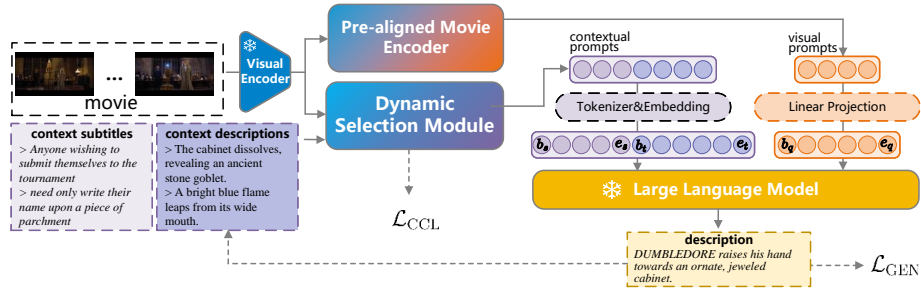 movie
Visual
Encoder
Pre-aligned Movie
Encoder
Dynamic
Selection Module
contextual
prompts
visual
prompts
Tokenizer&Embedding
Linear Projection
b_s
e_s
b_t
e_t
b_q
e_q
Large Language Model
context subtitles
> Anyone wishing to
submit themselves to the
tournament
> need only write their
name upon a piece of
parchment
context descriptions
> The cabinet dissolves,
revealing an ancient
stone goblet.
> A bright blue flame
leaps from its wide
mouth.
ℒ_CCL
description
DUMBLEDORE raises his hand
towards an ornate, jeweled
cabinet.
ℒ_GEN